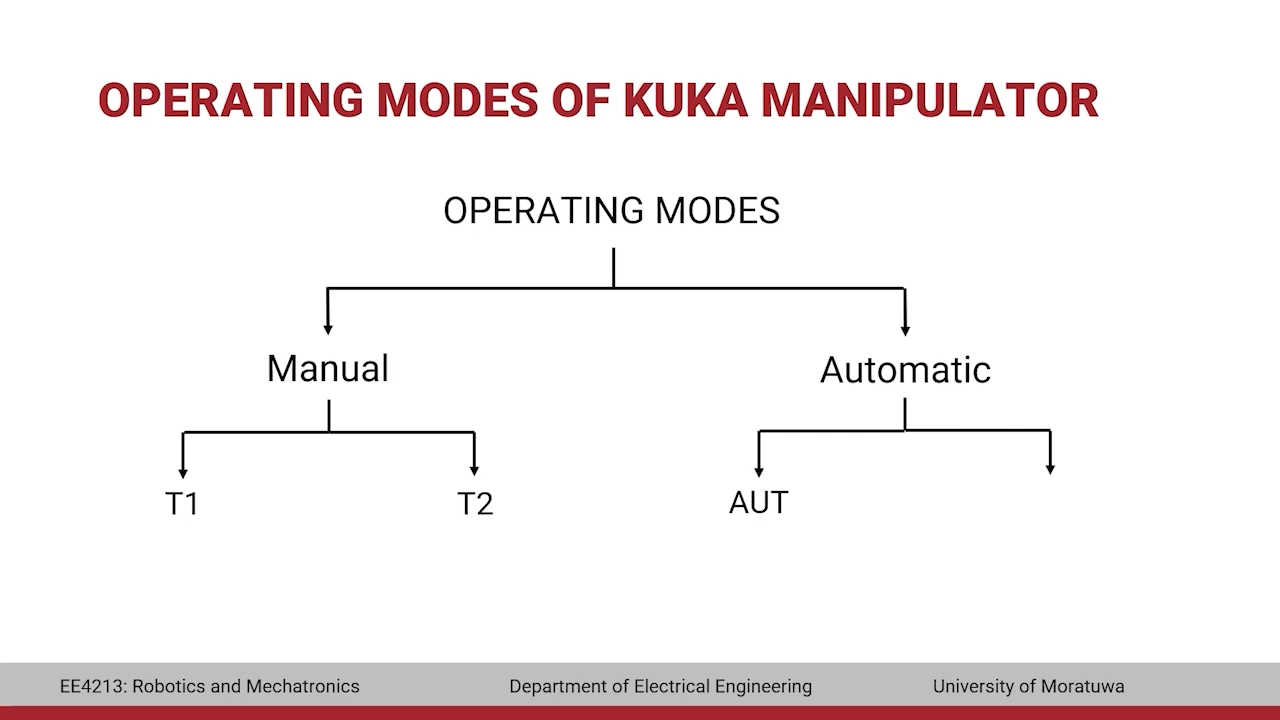 OPERATING MODES OF KUKA MANIPULATOR
OPERATING MODES
Manual
Automatic
T1
T2
AUT
EE4213: Robotics and Mechatronics
Department of Electrical Engineering
University of Moratuwa